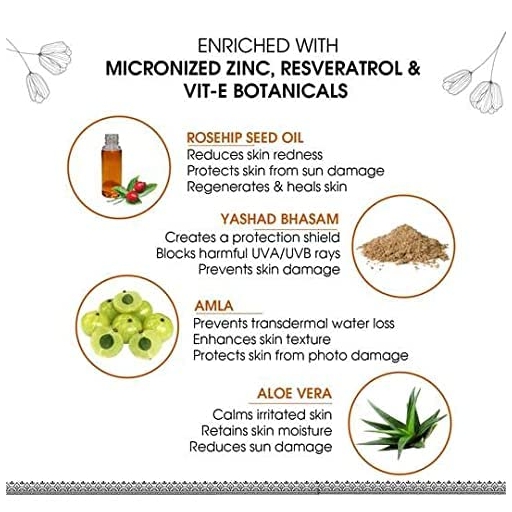 ENRICHED WITH
MICRONIZED ZINC, RESVERATROL &
VIT-E BOTANICALS
ROSEHIP SEED OIL
Reduces skin redness
Protects skin from sun damage
Regenerates & heals skin
YASHAD BHASAM
Creates a protection shield
Blocks harmful UVA/UVB rays
Prevents skin damage
AMLA
Prevents transdermal water loss
Enhances skin texture
Protects skin from photo damage
ALOE VERA
Calms irritated skin
Retains skin moisture
Reduces sun damage